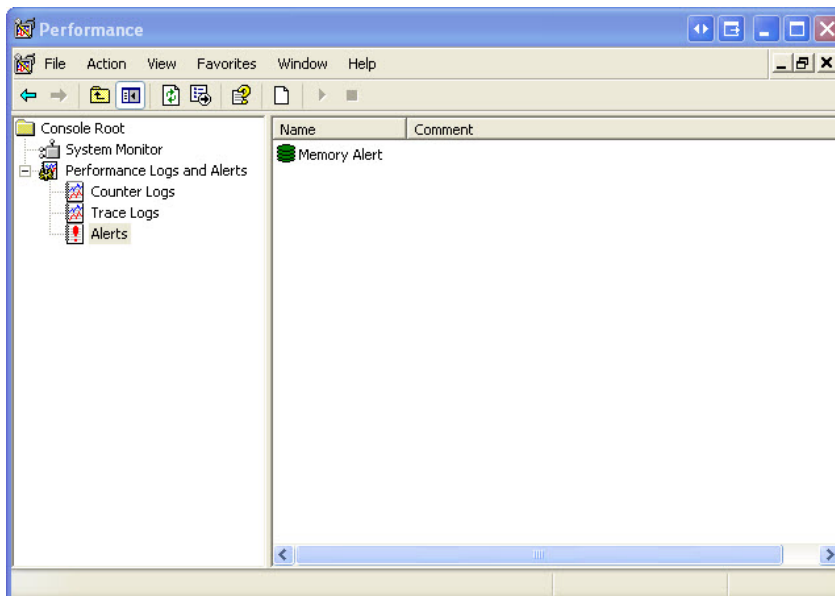 Performance
File Action View Favorites Window Help
Console Root
System Monitor
Performance Logs and Alerts
Counter Logs
Trace Logs
Alerts
Name Comment
Memory Alert